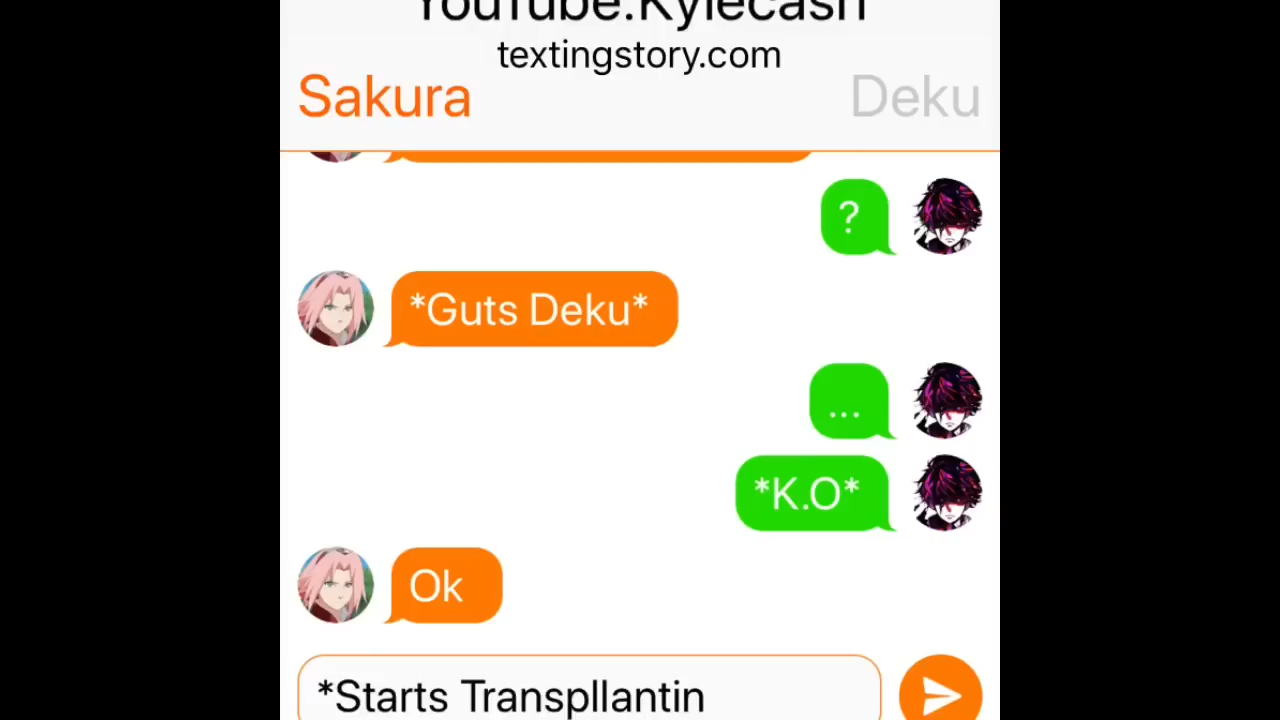 YouTube:Kylecash
textingstory.com
Sakura Deku
?
*Guts Deku*
...
*K.O*
Ok
*Starts Transpllantin